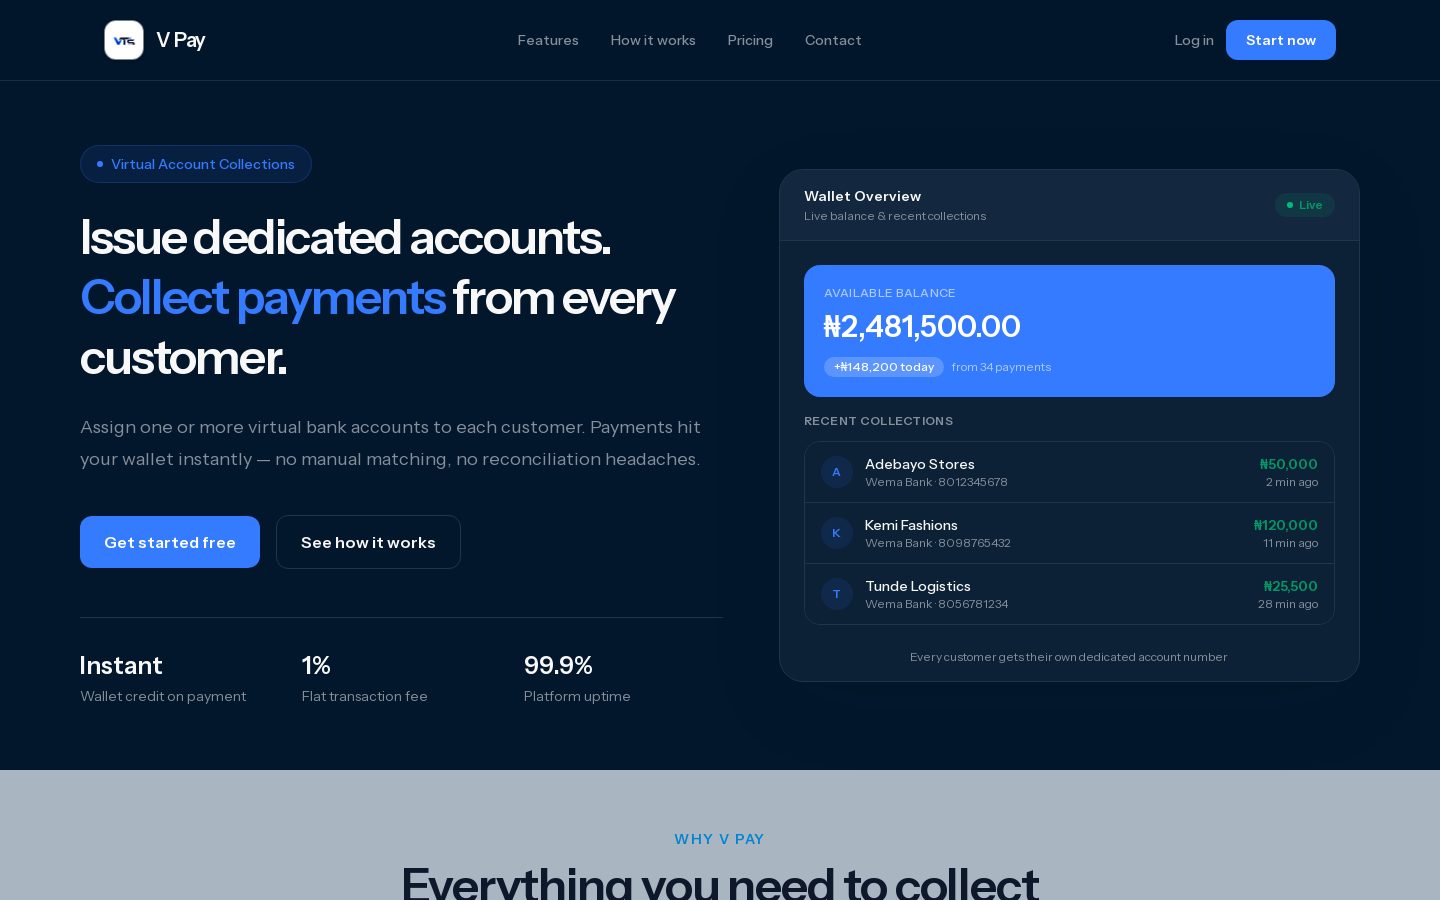 VTS
V Pay
Features
How it works
Pricing
Contact
Log in
Start now
Virtual Account Collections
Issue dedicated accounts.
Collect payments from every
customer.
Assign one or more virtual bank accounts to each customer. Payments hit
your wallet instantly — no manual matching, no reconciliation headaches.
Get started free
See how it works
Instant
Wallet credit on payment
1%
Flat transaction fee
99.9%
Platform uptime
Wallet Overview
Live balance & recent collections
Live
AVAILABLE BALANCE
₦2,481,500.00
+₦148,200 today
from 34 payments
RECENT COLLECTIONS
A
Adebayo Stores
Wema Bank · 8012345678
₦50,000
2 min ago
K
Kemi Fashions
Wema Bank · 8098765432
₦120,000
11 min ago
T
Tunde Logistics
Wema Bank · 8056781234
₦25,500
28 min ago
Every customer gets their own dedicated account number
WHY V PAY
Everything you need to collect